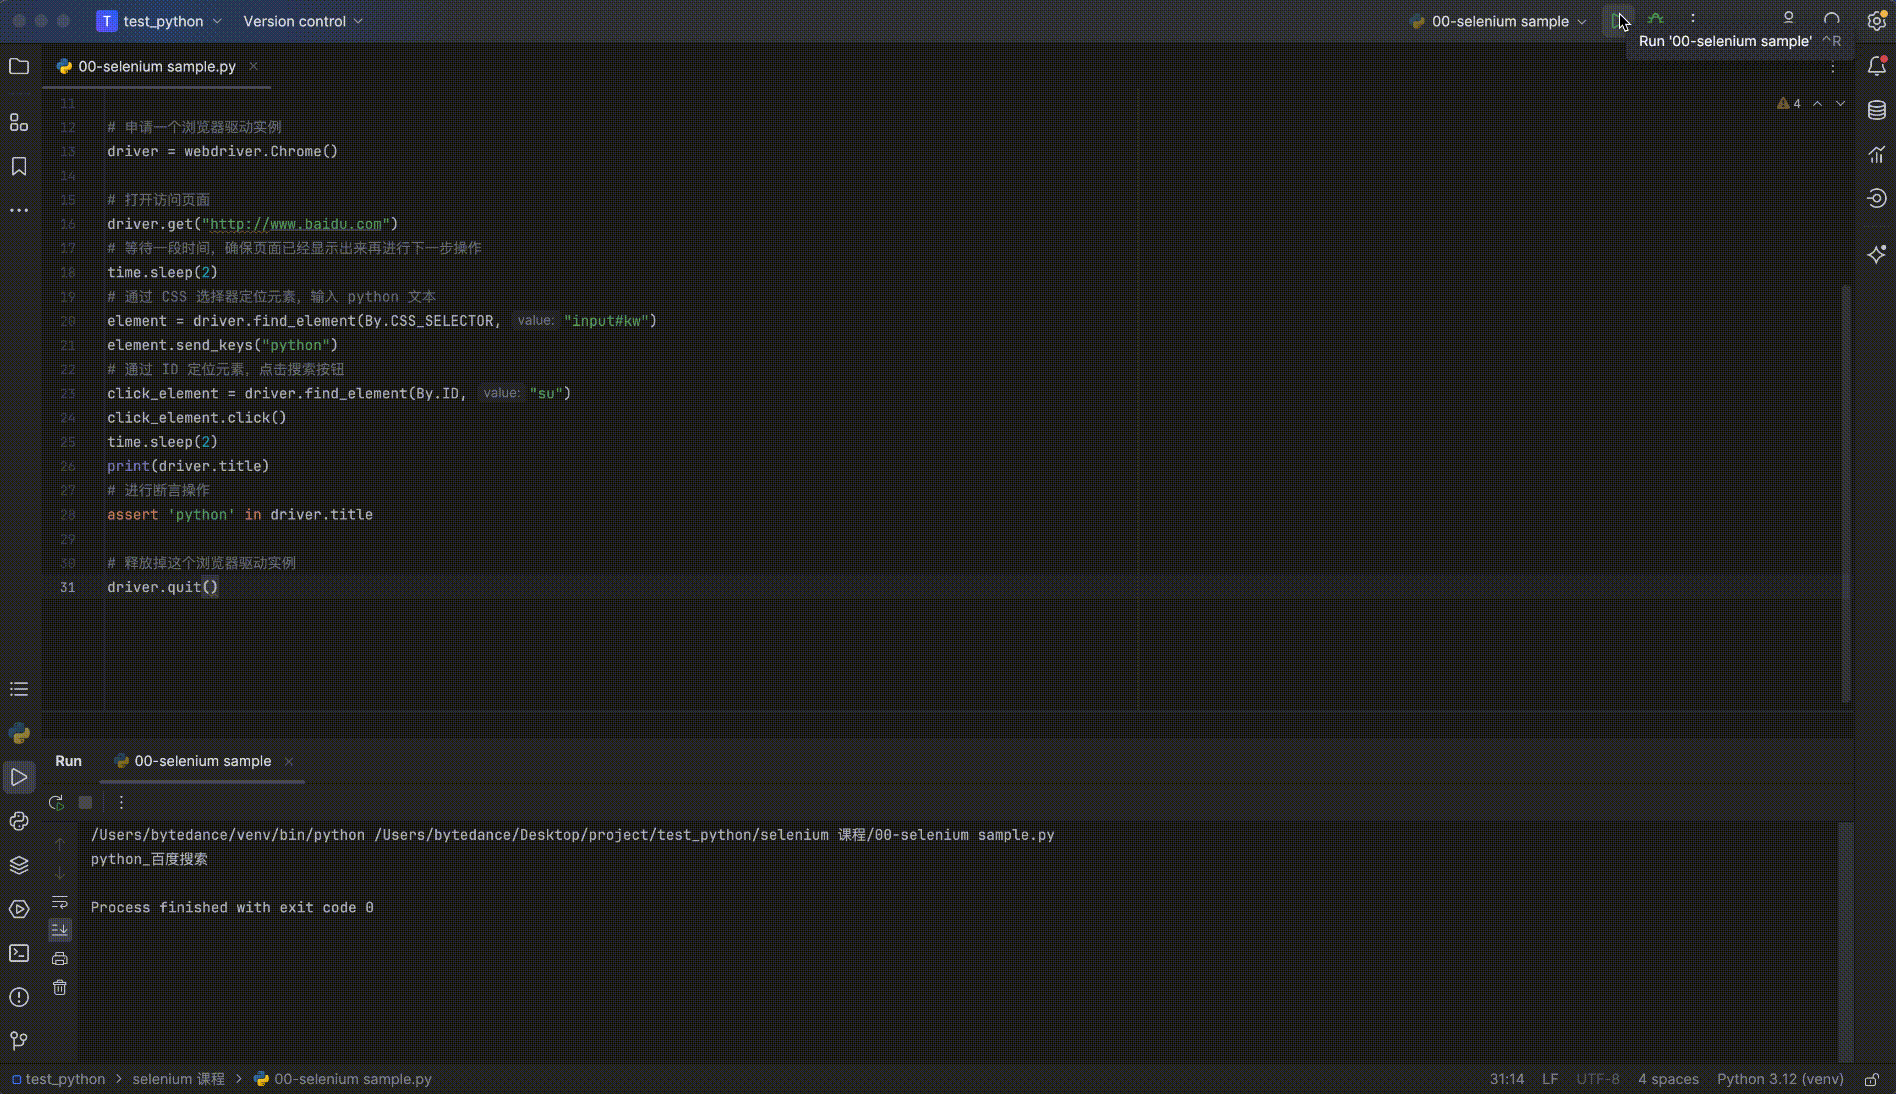 T test_python Version control 00-selenium sample
Run '00-selenium sample' ^R
00-selenium sample.py
4
11
12 # 申请一个浏览器驱动实例
13 driver = webdriver.Chrome()
14
15 # 打开访问页面
16 driver.get("http://www.baidu.com")
17 # 等待一段时间，确保页面已经显示出来再进行下一步操作
18 time.sleep(2)
19 # 通过 CSS 选择器定位元素，输入 python 文本
20 element = driver.find_element(By.CSS_SELECTOR, value: "input#kw")
21 element.send_keys("python")
22 # 通过 ID 定位元素，点击搜索按钮
23 click_element = driver.find_element(By.ID, value: "su")
24 click_element.click()
25 time.sleep(2)
26 print(driver.title)
27 # 进行断言操作
28 assert 'python' in driver.title
29
30 # 释放掉这个浏览器驱动实例
31 driver.quit()
Run 00-selenium sample
/Users/bytedance/venv/bin/python /Users/bytedance/Desktop/project/test_python/selenium 课程/00-selenium sample.py
python_百度搜索
Process finished with exit code 0
test_python > selenium 课程 > 00-selenium sample.py 31:14 LF UTF-8 4 spaces Python 3.12 (venv)